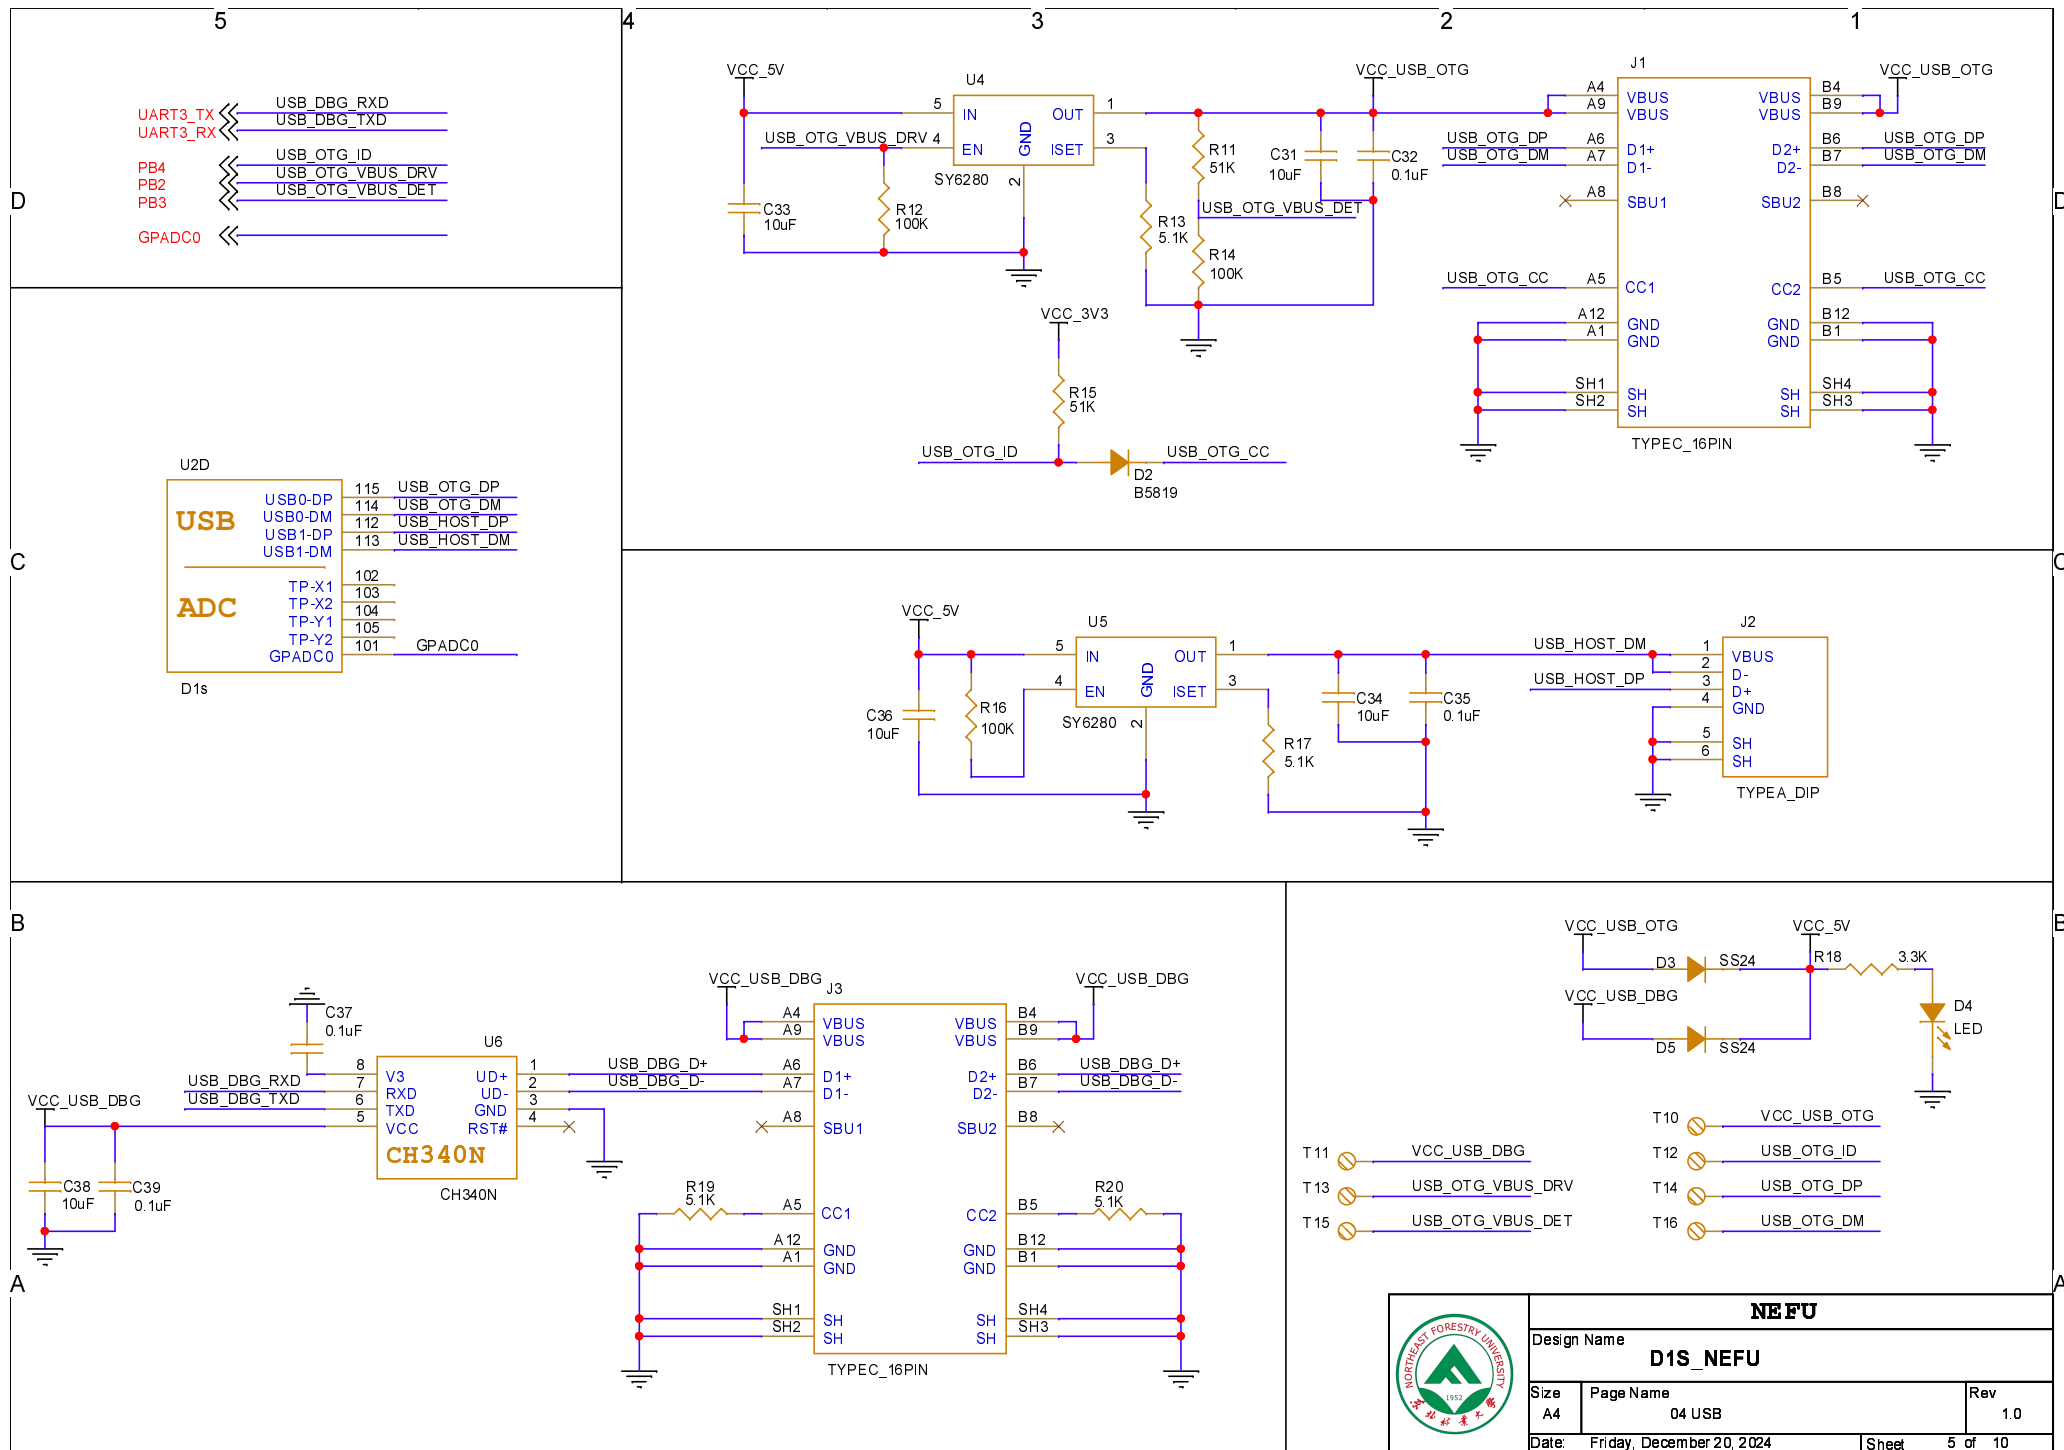 5 4 3 2 1
D
C
B
A
D
C
B
A
UART3_TX USB_DBG_RXD
UART3_RX USB_DBG_TXD
PB4 USB_OTG_ID
PB2 USB_OTG_VBUS_DRV
PB3 USB_OTG_VBUS_DET
GPADC0
VCC_5V
U4
5 IN OUT 1
USB_OTG_VBUS_DRV 4 EN ISET 3
GND
2
SY6280
C33
10uF
R12
100K
R13
5.1K
R11
51K
USB_OTG_VBUS_DET
R14
100K
C31
10uF
C32
0.1uF
VCC_USB_OTG
J1
VCC_USB_OTG
A4 VBUS VBUS B4
A9 VBUS VBUS B9
USB_OTG_DP A6 D1+ D2+ B6 USB_OTG_DP
USB_OTG_DM A7 D1- D2- B7 USB_OTG_DM
A8 SBU1 SBU2 B8
USB_OTG_CC A5 CC1 CC2 B5 USB_OTG_CC
A12 GND GND B12
A1 GND GND B1
SH1 SH SH SH4
SH2 SH SH SH3
TYPEC_16PIN
VCC_3V3
R15
51K
USB_OTG_ID
USB_OTG_CC
D2
B5819
U2D
USB
USB0-DP 115 USB_OTG_DP
USB0-DM 114 USB_OTG_DM
USB1-DP 112 USB_HOST_DP
USB1-DM 113 USB_HOST_DM
ADC
TP-X1 102
TP-X2 103
TP-Y1 104
TP-Y2 105
GPADC0 101 GPADC0
D1s
VCC_5V
U5
5 IN OUT 1
4 EN ISET 3
GND
2
SY6280
C36
10uF
R16
100K
R17
5.1K
C34
10uF
C35
0.1uF
J2
USB_HOST_DM 1 VBUS
2 D-
USB_HOST_DP 3 D+
4 GND
5 SH
6 SH
TYPEA_DIP
C37
0.1uF
U6
8 V3 UD+ 1 USB_DBG_D+
USB_DBG_RXD 7 RXD UD- 2 USB_DBG_D-
USB_DBG_TXD 6 TXD GND 3
VCC_USB_DBG 5 VCC RST# 4
CH340N
CH340N
C38
10uF
C39
0.1uF
VCC_USB_DBG
J3
VCC_USB_DBG
A4 VBUS VBUS B4
A9 VBUS VBUS B9
A6 D1+ D2+ B6 USB_DBG_D+
A7 D1- D2- B7 USB_DBG_D-
A8 SBU1 SBU2 B8
R19
5.1K
A5 CC1 CC2 B5
R20
5.1K
A12 GND GND B12
A1 GND GND B1
SH1 SH SH SH4
SH2 SH SH SH3
TYPEC_16PIN
VCC_USB_OTG
D3 SS24
VCC_USB_DBG
D5 SS24
VCC_5V
R18 3.3K
D4
LED
T10 VCC_USB_OTG
T11 VCC_USB_DBG
T12 USB_OTG_ID
T13 USB_OTG_VBUS_DRV
T14 USB_OTG_DP
T15 USB_OTG_VBUS_DET
T16 USB_OTG_DM
NORTHEAST FORESTRY UNIVERSITY
1952
东北林业大学
NEFU
Design Name
D1S_NEFU
Size
A4
Page Name
04 USB
Rev
1.0
Date: Friday, December 20, 2024
Sheet 5 of 10